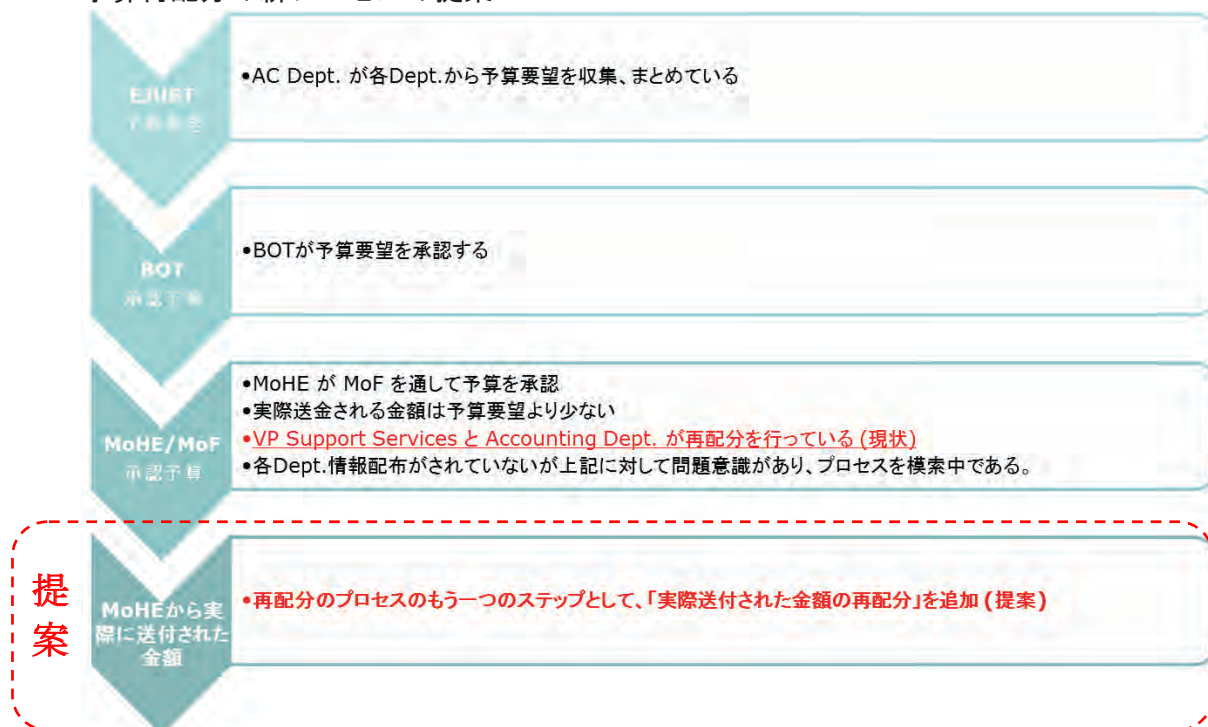 •AC Dept. が各Dept.から予算要望を収集、まとめている
•BOTが予算要望を承認する
BOT
承認予算
•MoHE が MoF を通して予算を承認
•実際送金される金額は予算要望より少ない
•VP Support Services と Accounting Dept. が再配分を行っている (現状)
•各Dept.情報配布がされていないが上記に対して問題意識があり、プロセスを模索中である。
MoHE/MoF
承認予算
提
案
•再配分のプロセスのもう一つのステップとして、「実際送付された金額の再配分」を追加 (提案)
MoHEから実
際に送付された
金額